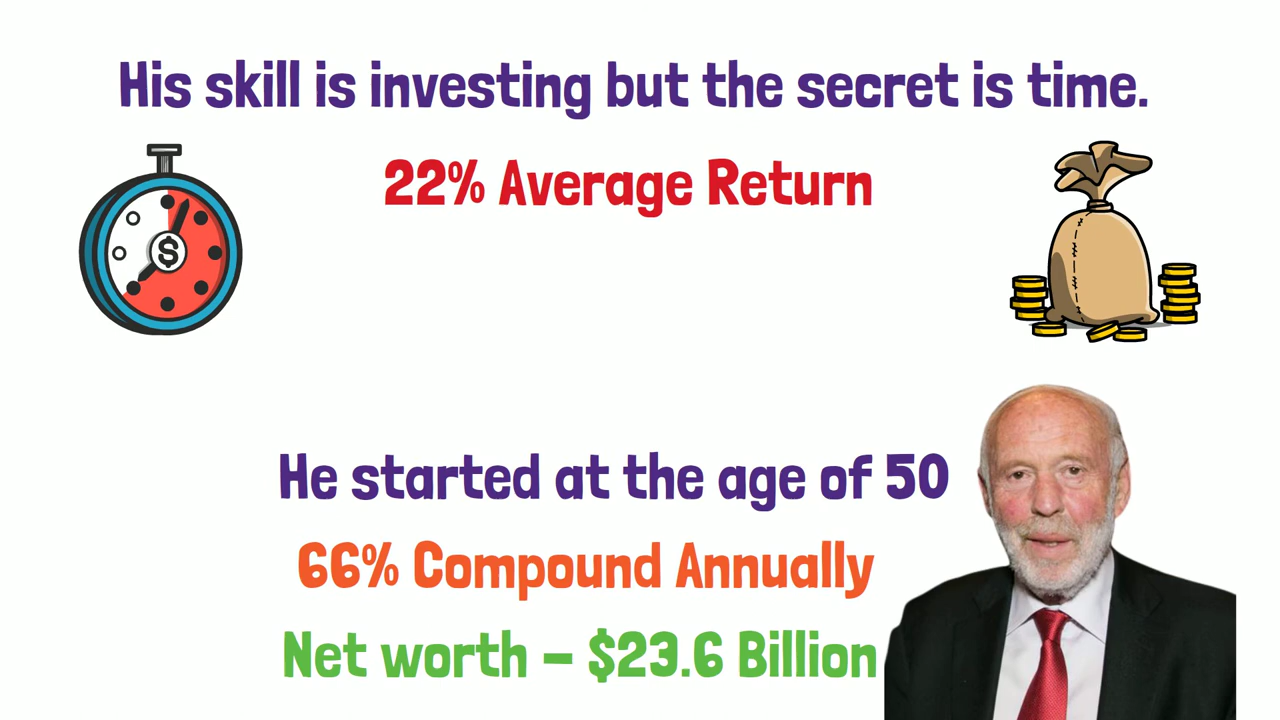 His skill is investing but the secret is time.
22% Average Return
$
He started at the age of 50
66% Compound Annually
Net worth – $23.6 Billion